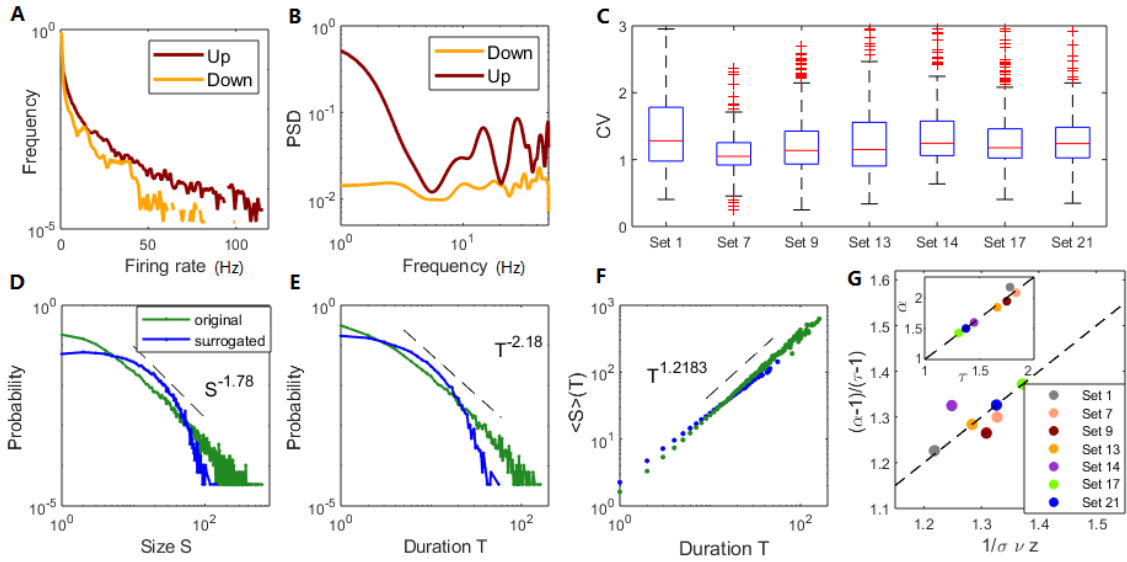 A
10^0
Frequency
10^-5
0
50
100
Firing rate (Hz)
Up
Down
B
10^0
10^-1
10^-2
PSD
10^0
10^1
Frequency (Hz)
Down
Up
C
3
2
1
0
CV
Set 1
Set 7
Set 9
Set 13
Set 14
Set 17
Set 21
D
10^0
Probability
10^-5
10^0
10^2
Size S
original
surrogated
S^-1.78
E
10^0
Probability
10^-5
10^0
10^2
Duration T
T^-2.18
F
10^3
10^2
10^1
10^0
<S>(T)
10^0
10^2
Duration T
T^1.2183
G
1.6
1.5
1.4
1.3
1.2
1.1
(α-1)/(τ-1)
1.2
1.3
1.4
1.5
1/σ ν z
2
1.5
1
α
1
1.5
2
τ
Set 1
Set 7
Set 9
Set 13
Set 14
Set 17
Set 21